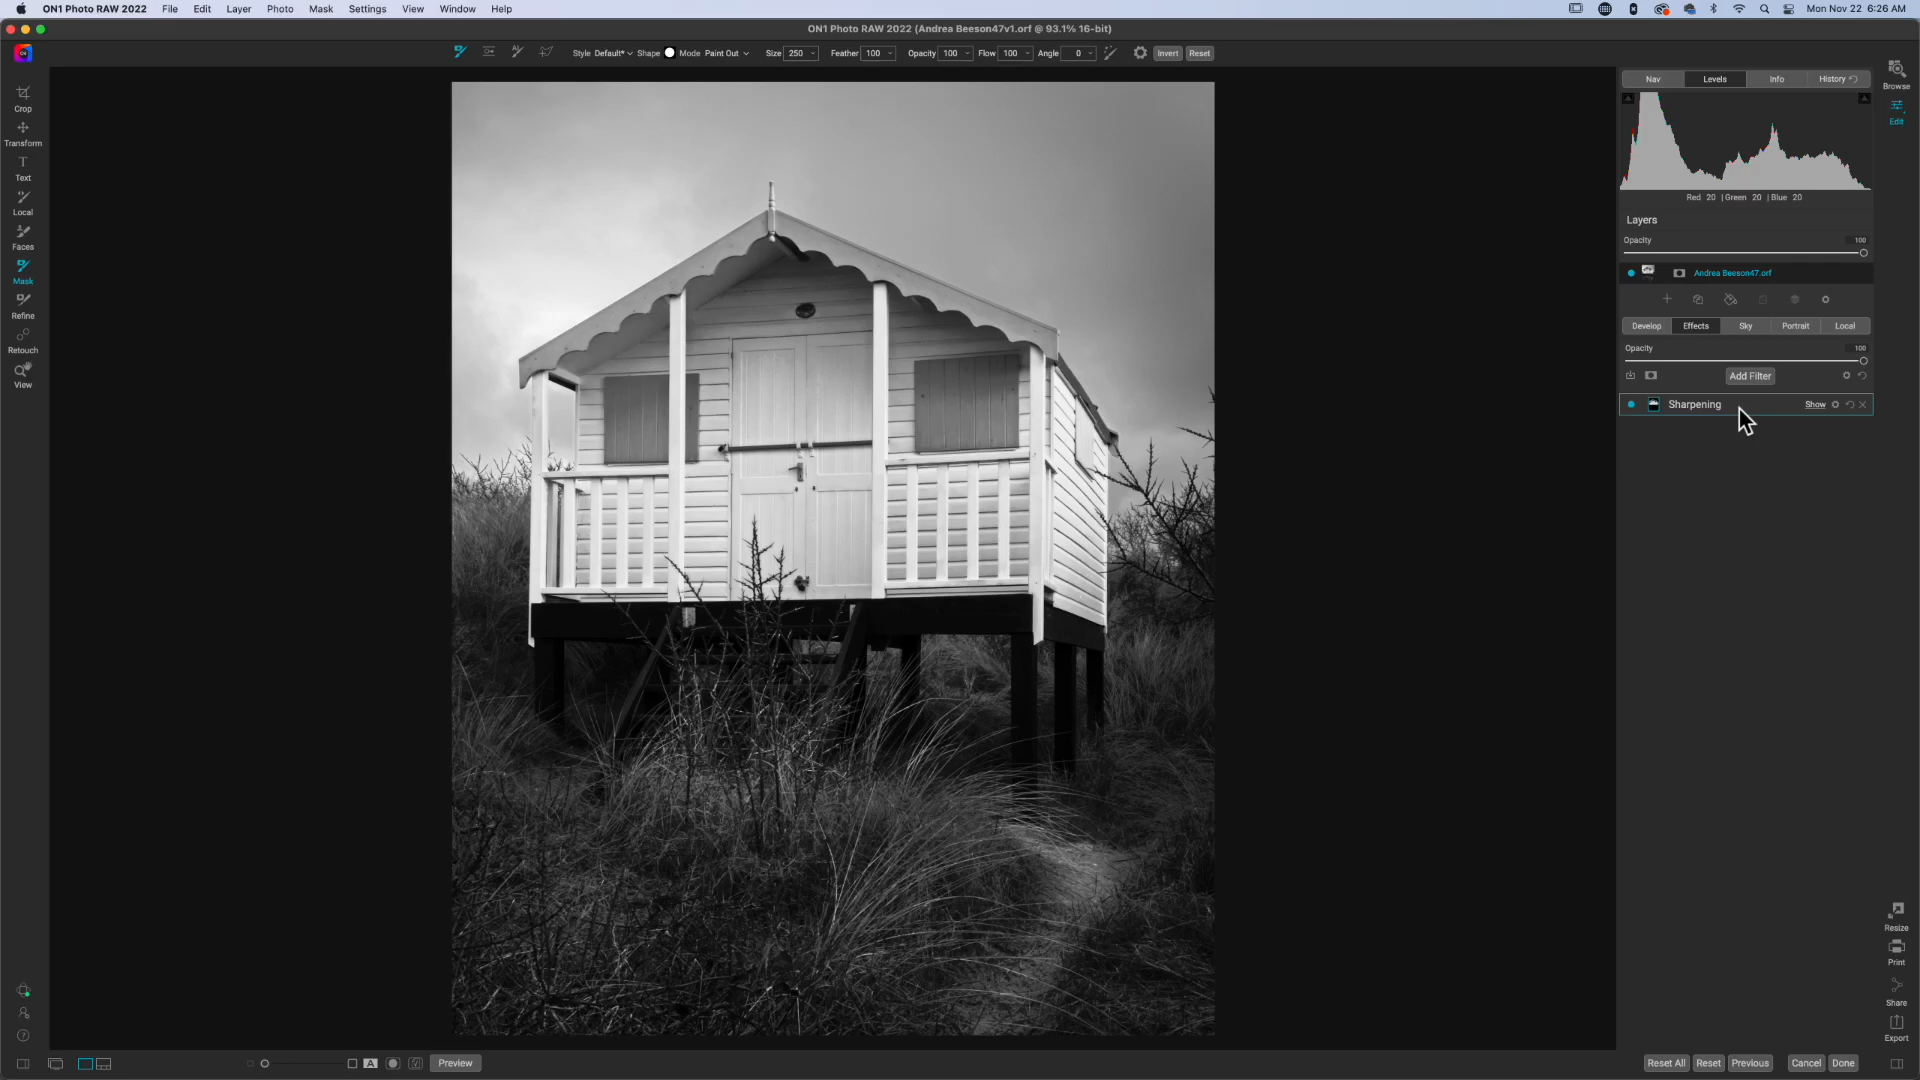 ON1 Photo RAW 2022 File Edit Layer Photo Mask Settings View Window Help Mon Nov 22 6:26 AM
ON1 Photo RAW 2022 (Andrea Beeson47v1.orf @ 93.1% 16-bit)
Style Default* Shape Mode Paint Out Size 250 Feather 100 Opacity 100 Flow 100 Angle 0 Invert Reset
Crop
Transform
Text
Local
Faces
Mask
Refine
Retouch
View
Nav Levels Info History
Red 20 | Green 20 | Blue 20
Layers
Opacity 100
Andrea Beeson47.orf
Develop Effects Sky Portrait Local
Opacity 100
Add Filter
Sharpening Show
Browse
Edit
Resize
Print
Share
Export
A Preview
Reset All Reset Previous Cancel Done